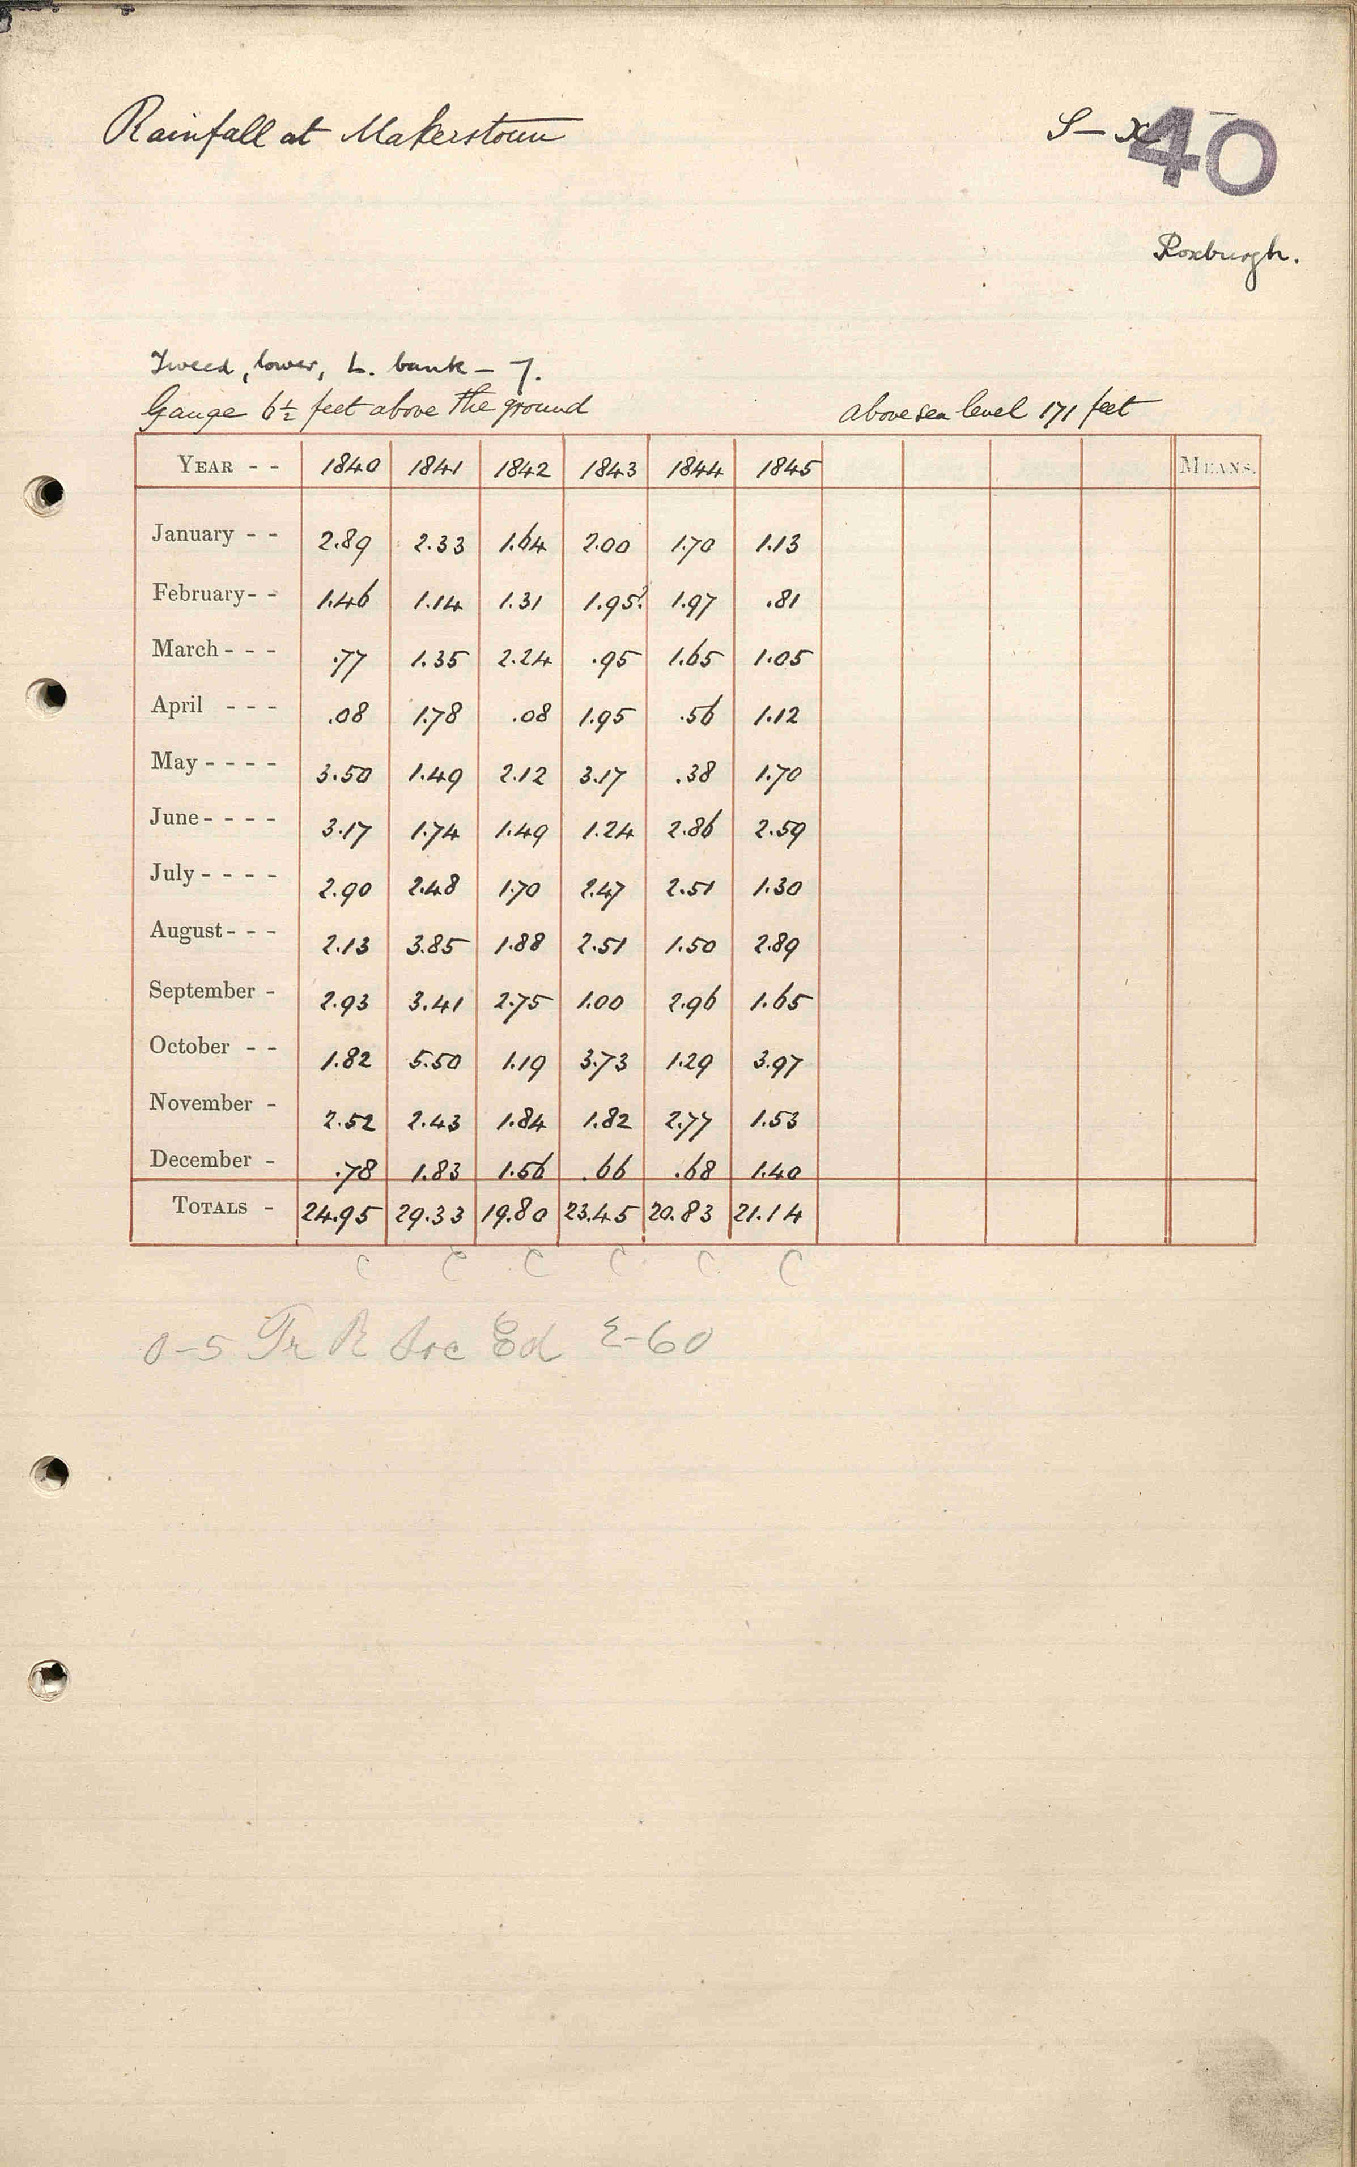 Rainfall at Makerstoun
S – x
40
Roxburgh.
Tweed, lower, L. bank – 7.
Gauge 6½ feet above the ground above sea level 171 feet
YEAR - - 1840 1841 1842 1843 1844 1845 MEANS.
January - - 2.89 2.33 1.64 2.00 1.70 1.13
February - - 1.46 1.14 1.31 1.95? 1.97 .81
March - - - .77 1.35 2.24 .95 1.65 1.05
April - - - .08 1.78 .08 1.95 .56 1.12
May - - - - 3.50 1.49 2.12 3.17 .38 1.70
June - - - - 3.17 1.74 1.49 1.24 2.86 2.59
July - - - - 2.90 2.48 1.70 2.47 2.51 1.30
August - - - 2.13 3.85 1.88 2.51 1.50 2.89
September - 2.93 3.41 2.75 1.00 2.96 1.65
October - - 1.82 5.50 1.19 3.73 1.29 3.97
November - 2.52 2.43 1.84 1.82 2.77 1.53
December - .78 1.83 1.56 .66 .68 1.40
TOTALS - 24.95 29.33 19.80 23.45 20.83 21.14
C C C C C C
0-5 Tr R Soc Ed 2-60